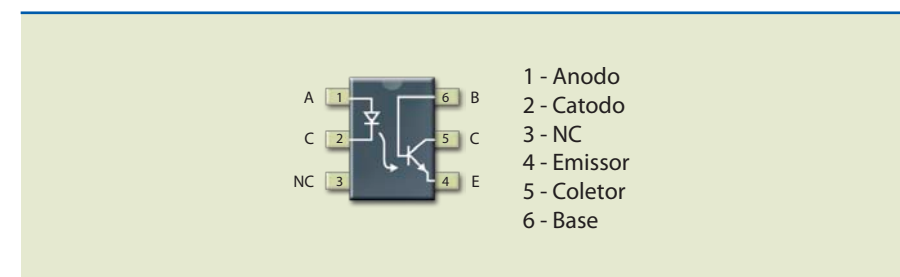 A 1 6 B
C 2 5 C
NC 3 4 E
1 - Anodo
2 - Catodo
3 - NC
4 - Emissor
5 - Coletor
6 - Base